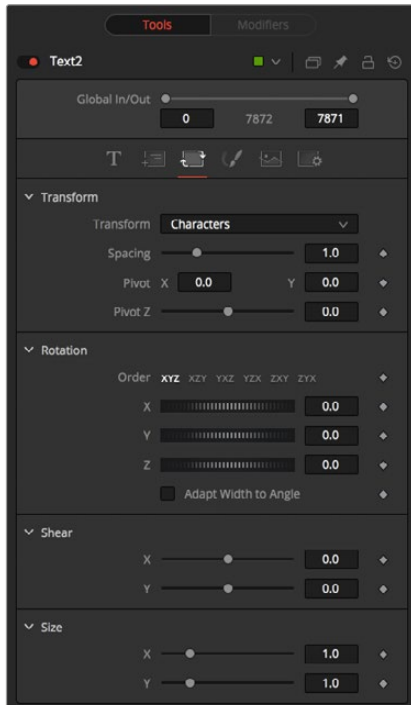 Tools Modifiers
Text2
Global In/Out
0 7872 7871
T
Transform
Transform Characters
Spacing 1.0
Pivot X 0.0 Y 0.0
Pivot Z 0.0
Rotation
Order XYZ XZY YXZ YZX ZXY ZYX
X 0.0
Y 0.0
Z 0.0
Adapt Width to Angle
Shear
X 0.0
Y 0.0
Size
X 1.0
Y 1.0